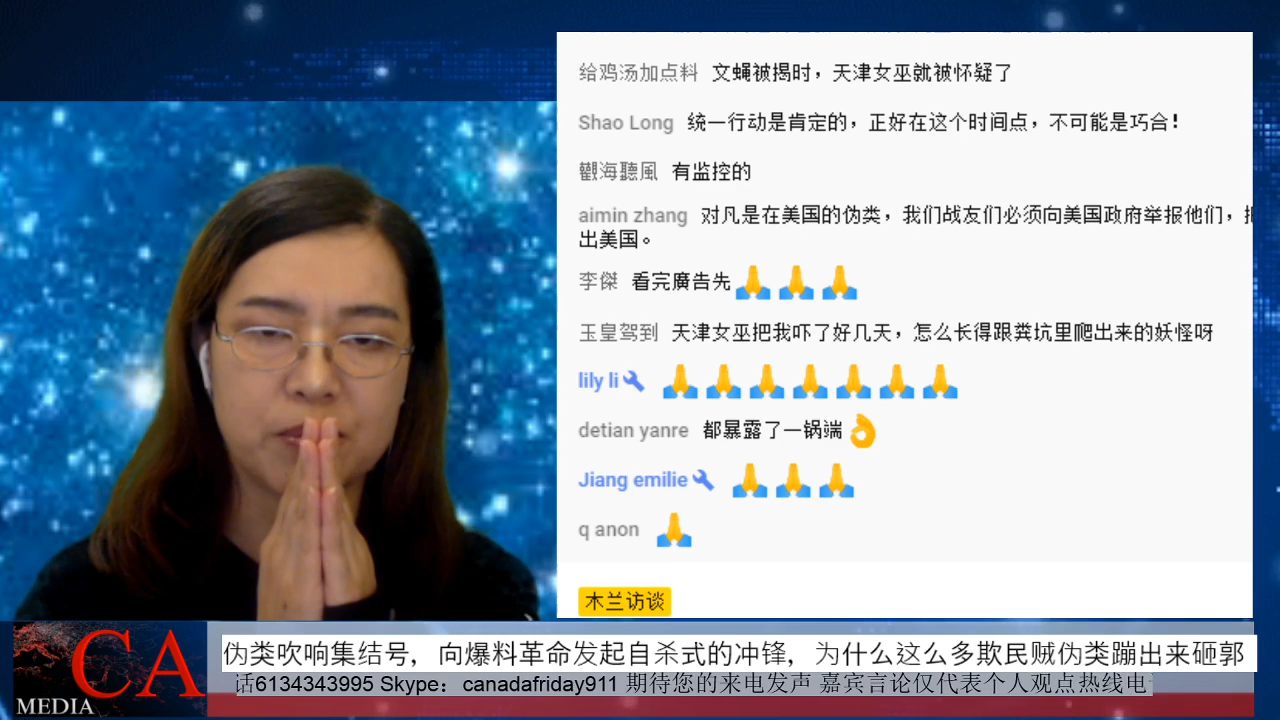 给鸡汤加点料 文蝇被揭时，天津女巫就被怀疑了
Shao Long 统一行动是肯定的，正好在这个时间点，不可能是巧合！
觀海聽風 有监控的
aimin zhang 对凡是在美国的伪类，我们战友们必须向美国政府举报他们，
出美国。
李傑 看完廣告先🙏🙏🙏
玉皇驾到 天津女巫把我吓了好几天，怎么长得跟粪坑里爬出来的妖怪呀
lily li 🔧 🙏🙏🙏🙏🙏🙏🙏
detian yanre 都暴露了一锅端👌
Jiang emilie 🔧 🙏🙏🙏
q anon 🙏
木兰访谈
CA
MEDIA
伪类吹响集结号，向爆料革命发起自杀式的冲锋，为什么这么多欺民贼伪类蹦出来砸郭
话6134343995 Skype：canadafriday911 期待您的来电发声 嘉宾言论仅代表个人观点热线电